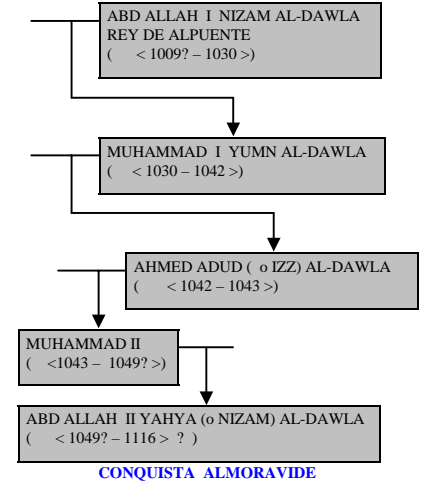 ABD ALLAH I NIZAM AL-DAWLA
REY DE ALPUENTE
( < 1009? – 1030 >)
MUHAMMAD I YUMN AL-DAWLA
( < 1030 – 1042 >)
AHMED ADUD ( o IZZ) AL-DAWLA
( < 1042 – 1043 >)
MUHAMMAD II
( <1043 – 1049? >)
ABD ALLAH II YAHYA (o NIZAM) AL-DAWLA
( < 1049? – 1116 > ? )
CONQUISTA ALMORAVIDE